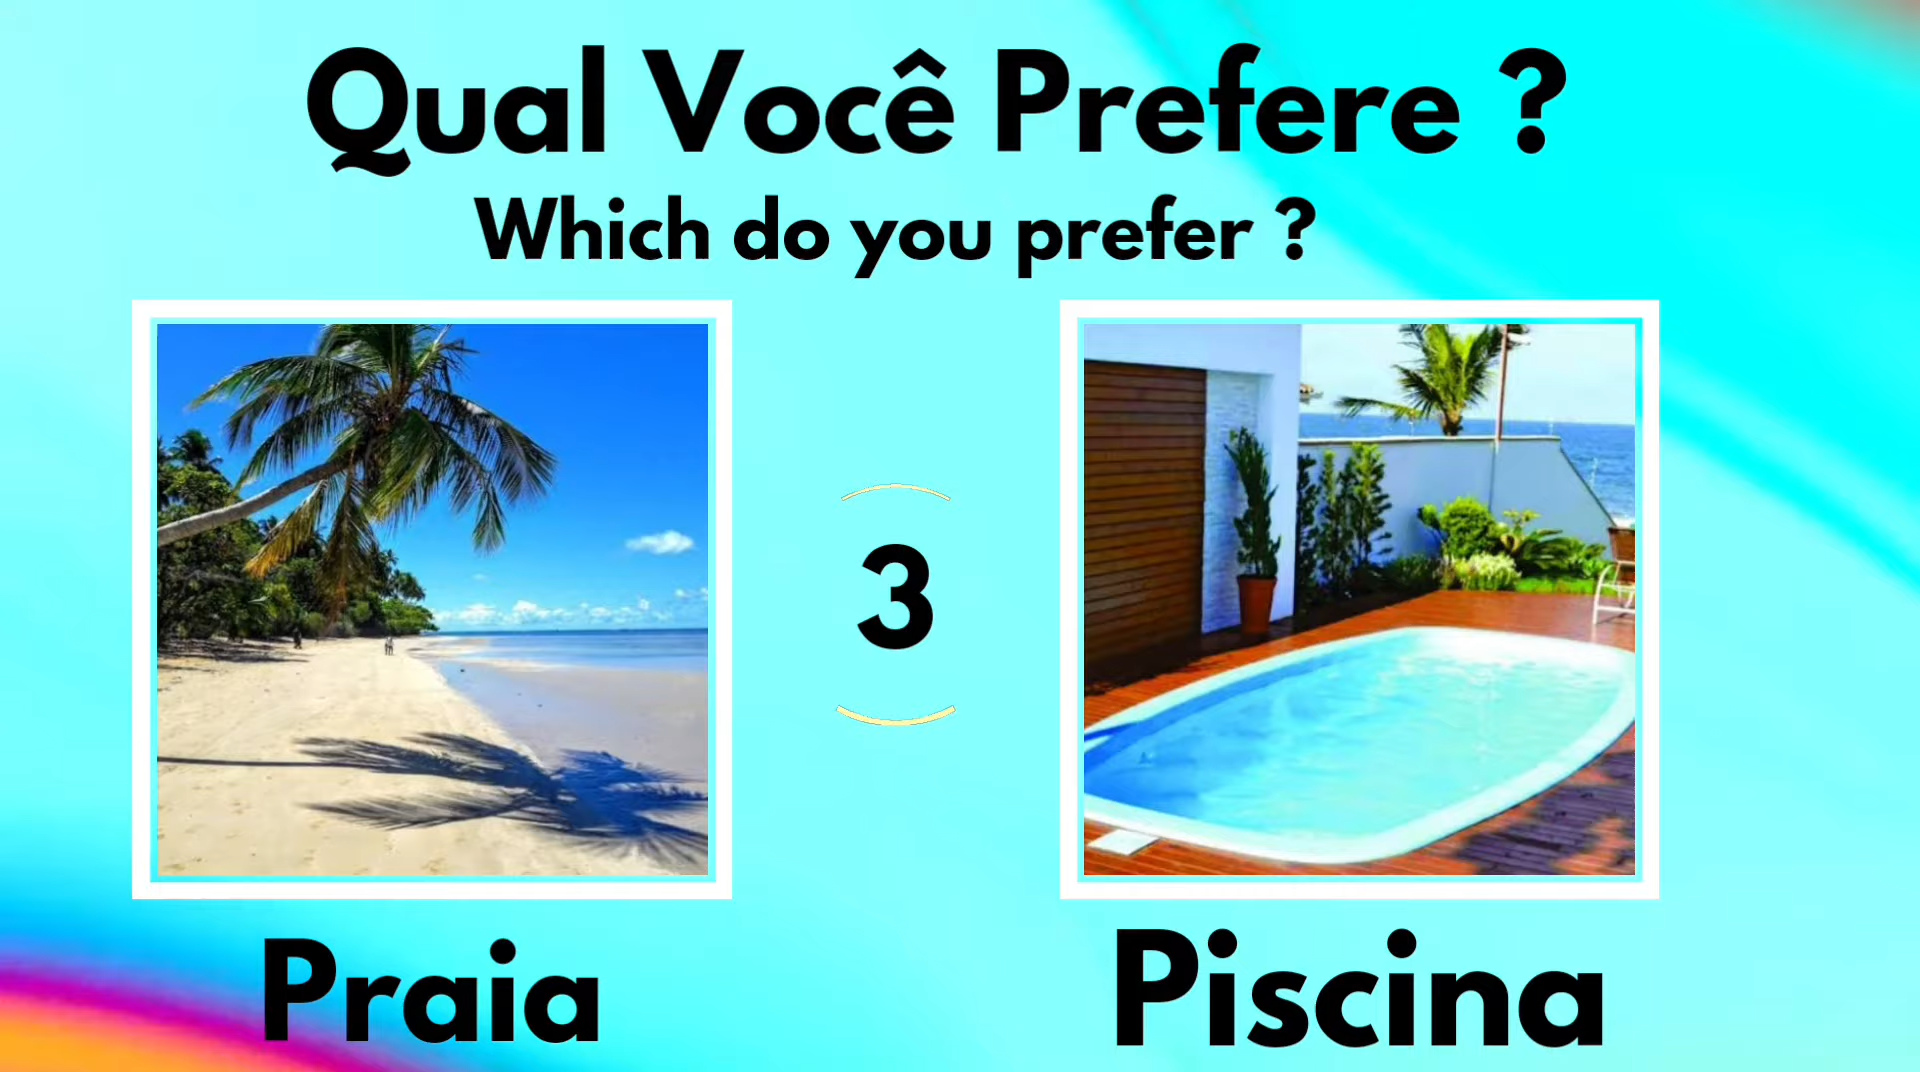 Qual Você Prefere ?
Which do you prefer ?
3
Praia
Piscina